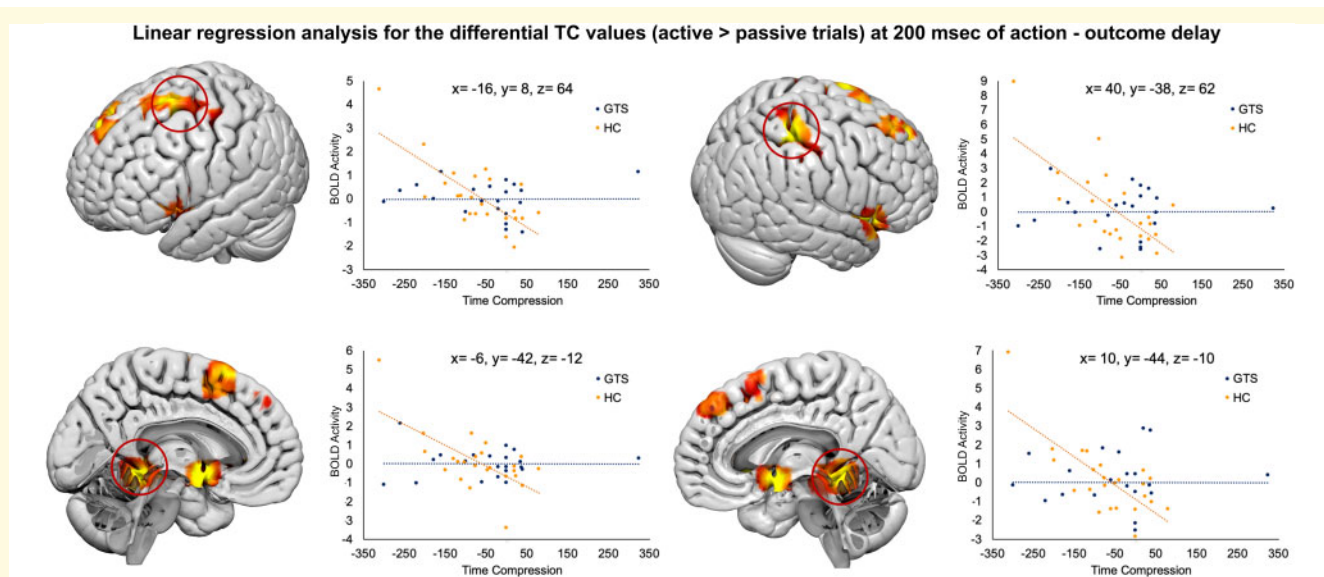 Linear regression analysis for the differential TC values (active > passive trials) at 200 msec of action - outcome delay
x= -16, y= 8, z= 64
GTS
HC
BOLD Activity
5
4
3
2
1
0
-1
-2
-3
-350 -250 -150 -50 50 150 250 350
Time Compression
x= 40, y= -38, z= 62
GTS
HC
BOLD Activity
9
8
7
6
5
4
3
2
1
0
-1
-2
-3
-4
-350 -250 -150 -50 50 150 250 350
Time Compression
x= -6, y= -42, z= -12
GTS
HC
BOLD Activity
6
5
4
3
2
1
0
-1
-2
-3
-4
-350 -250 -150 -50 50 150 250 350
Time Compression
x= 10, y= -44, z= -10
GTS
HC
BOLD Activity
7
6
5
4
3
2
1
0
-1
-2
-3
-350 -250 -150 -50 50 150 250 350
Time Compression